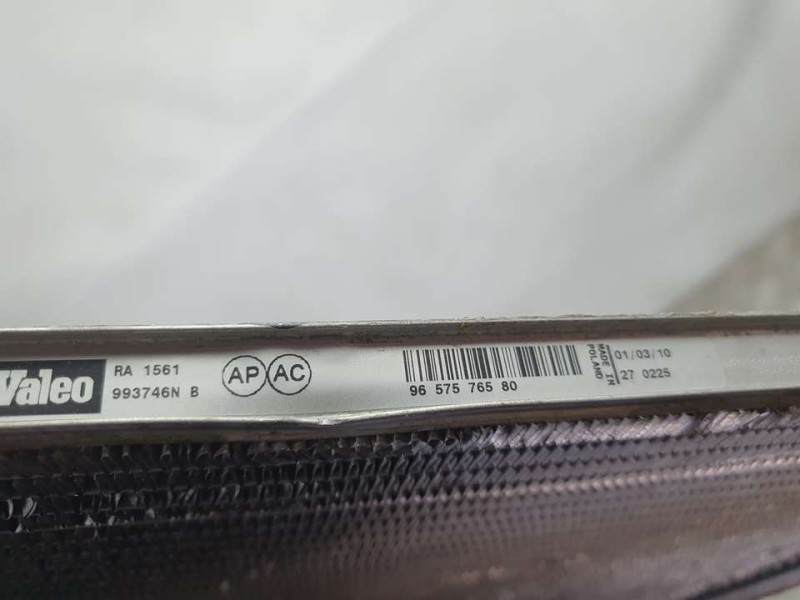 Valeo
RA 1561
993746N B
AP AC
96 575 765 80
MADE IN
POLAND
01/03/10
27 0225